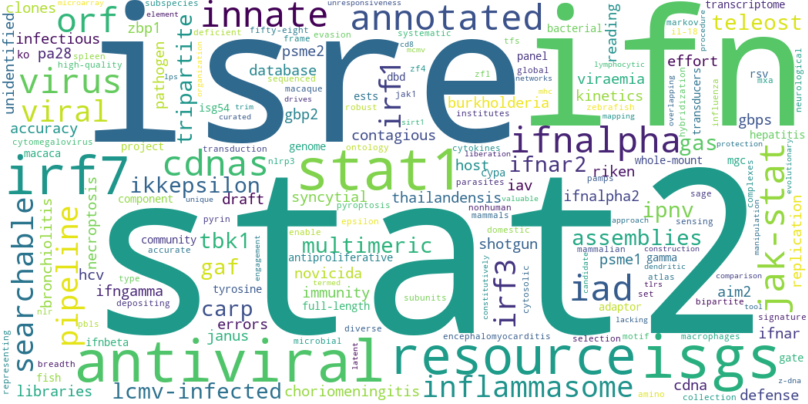 clones
orf
innate
annotated
transcriptome
unresponsiveness
subspecies
microarray
element
zbp1
deficient
fifty-eight
evasion
systematic
tfs
bacterial
il-18
markov
procedure
teleost
unidentified
infectious
ko
pa28
spleen
frame
cd8
mcmv
virus
viral
pathogen
tripartite
psme2
database
high-quality
isg54
trim
lps
organization
sequenced
curated
macaque
drives
gbp2
irf1
dbd
jak1
robust
ests
isre
ifn
panel
global
networks
zf4
zf1
sirt1
viraemia
kinetics
burkholderia
institutes
lymphocytic
zebrafish
mapping
reading
effort
rsv
mxa
transducers
gbps
hybridization
overlapping
influenza
mhc
neurological
accuracy
cytomegalovirus
macaca
project
transduction
nlrp3
contagious
genome
ontology
cytokines
liberation
parasites
pamps
mammals
cypa
host
ifnalpha
gas
hepatitis
protection
evolutionary
whole-mount
mgc
irf7
cdnas
stat1
ifnar2
riken
sage
complexes
unique
pyrin
pyroptosis
epsilon
iav
ifnalpha2
nonhuman
valuable
ikkepsilon
draft
syncytial
thailandensis
ipnv
sensing
candidate
approach
tlrs
set
atlas
dendritic
construction
jak-stat
replication
manipulation
tool
searchable
bronchiolitis
nlr
pipeline
necroptosis
component
community
accurate
type
tbk1
gaf
hcv
ifngamma
depositing
tyrosine
enable
engagement
termed
antiproliferative
multimeric
novicida
immunity
full-length
carp
errors
janus
constitutively
irf3
cytosolic
domestic
shotgun
mammalian
assemblies
psme1
gamma
iad
aim2
adaptor
lacking
macrophages
comparison
bipartite
signature
ifnar
motif
stat2
ifnbeta
pbls
breadth
fish
representing
libraries
antiviral
microbial
diverse
latent
subunits
encephalomyocarditis
resource
isgs
selection
gate
z-dna
amino
cdna
collection
defense
lcmv-infected
choriomeningitis
inflammasome